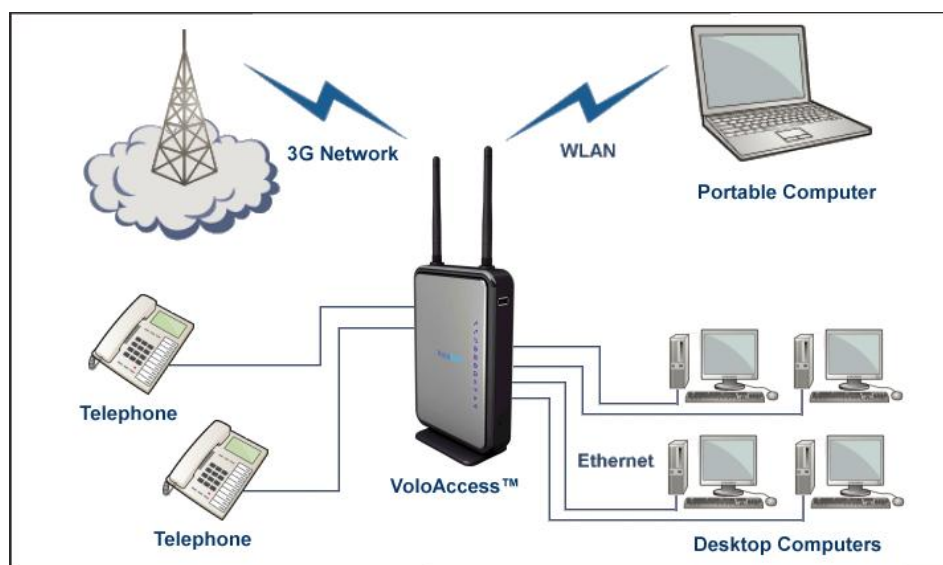 3G Network
WLAN
Portable Computer
Telephone
Ethernet
VoloAccess™
Telephone
Desktop Computers